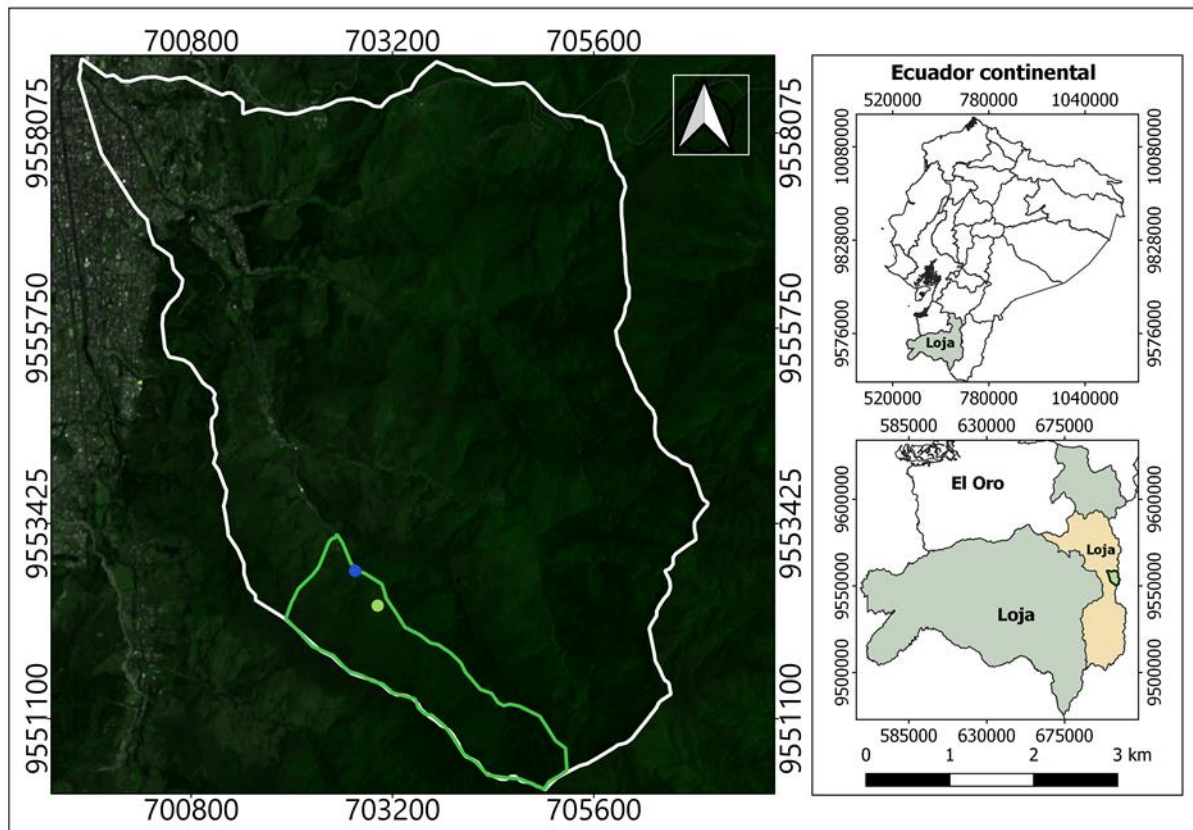 700800 703200 705600
9558075 9558075
9555750 9555750
9553425 9553425
9551100 9551100
700800 703200 705600
Ecuador continental
520000 780000 1040000
10080000 10080000
9828000 9828000
9576000 9576000
Loja
520000 780000 1040000
585000 630000 675000
El Oro
9600000 9600000
Loja
9550000 9550000
Loja
9500000 9500000
585000 630000 675000
0 1 2 3 km